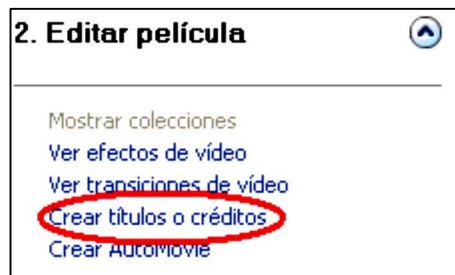 2. Editar película
Mostrar colecciones
Ver efectos de vídeo
Ver transiciones de vídeo
Crear títulos o créditos
Crear AutoMovie